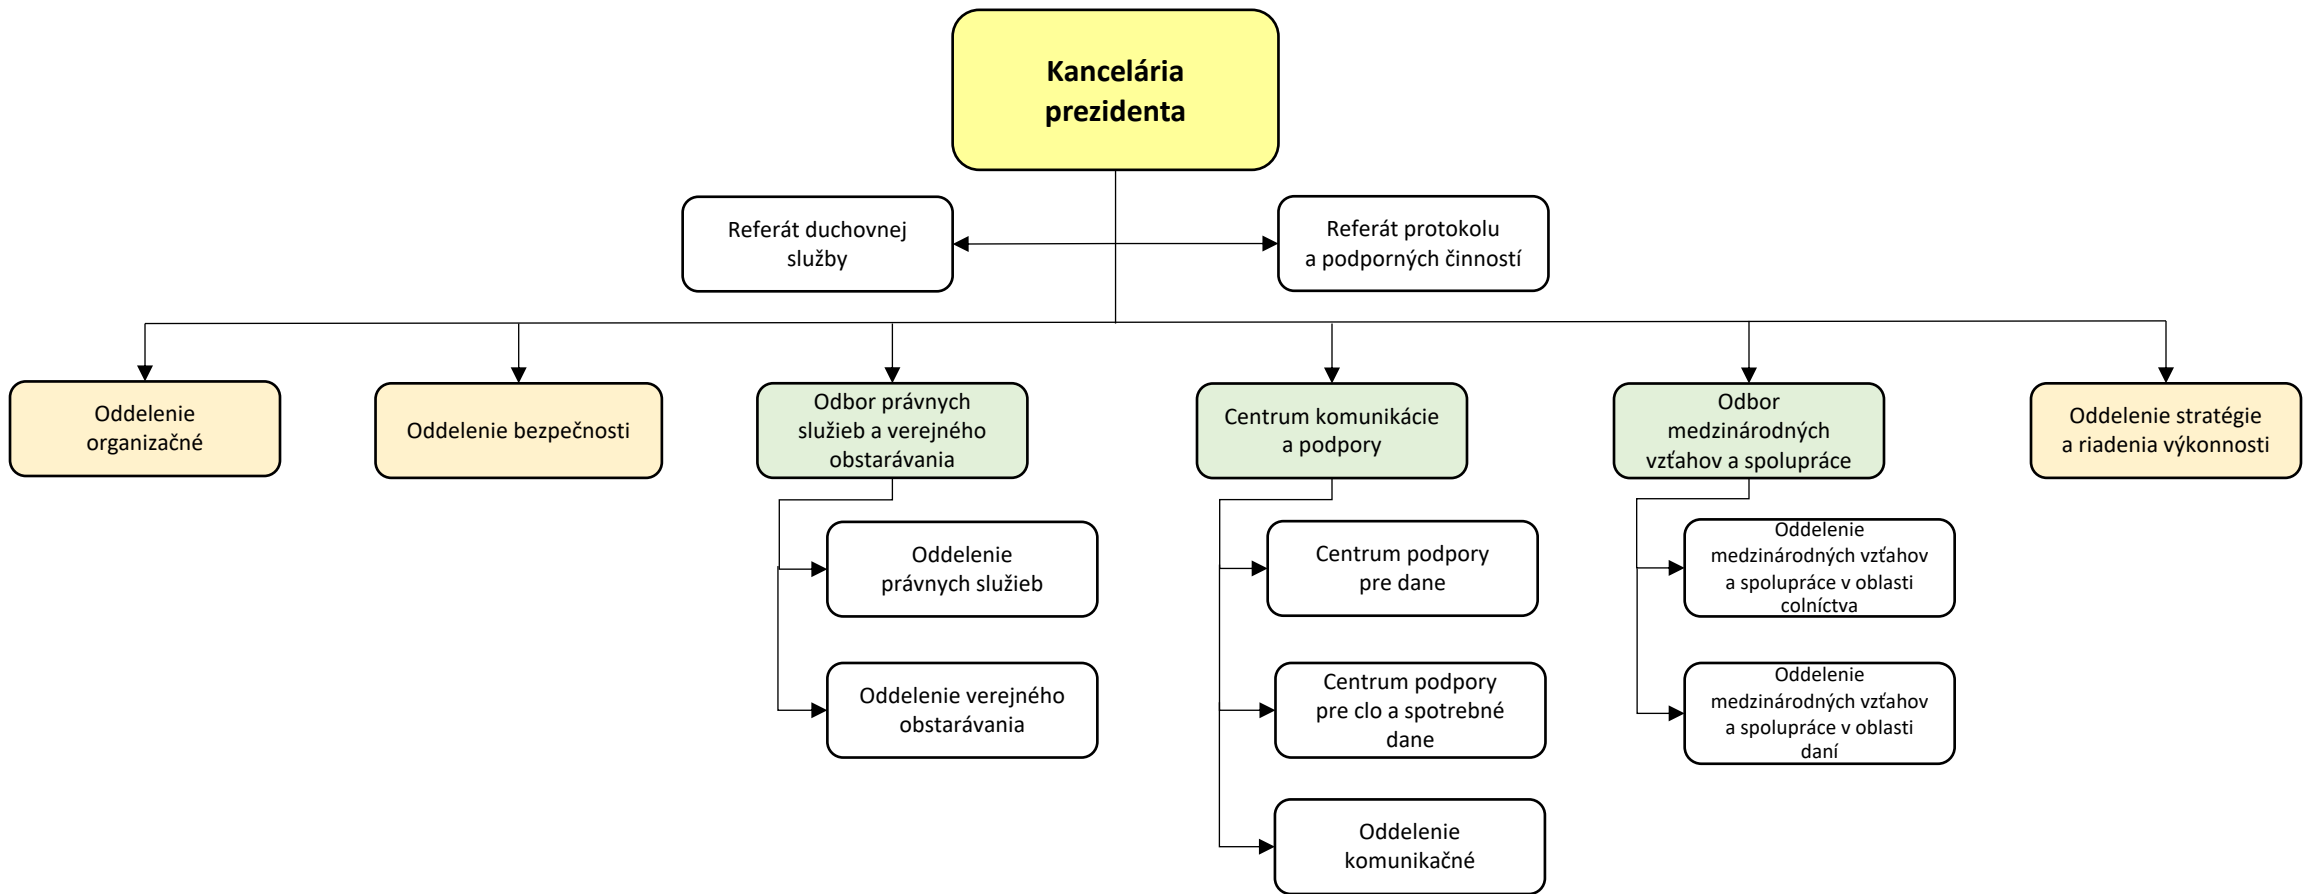 Kancelária
prezidenta
Referát duchovnej
služby
Referát protokolu
a podporných činností
Oddelenie
organizačné
Oddelenie bezpečnosti
Odbor právnych
služieb a verejného
obstarávania
Centrum komunikácie
a podpory
Odbor
medzinárodných
vzťahov a spolupráce
Oddelenie stratégie
a riadenia výkonnosti
Oddelenie
právnych služieb
Oddelenie verejného
obstarávania
Centrum podpory
pre dane
Centrum podpory
pre clo a spotrebné
dane
Oddelenie
komunikačné
Oddelenie
medzinárodných vzťahov
a spolupráce v oblasti
colníctva
Oddelenie
medzinárodných vzťahov
a spolupráce v oblasti
daní